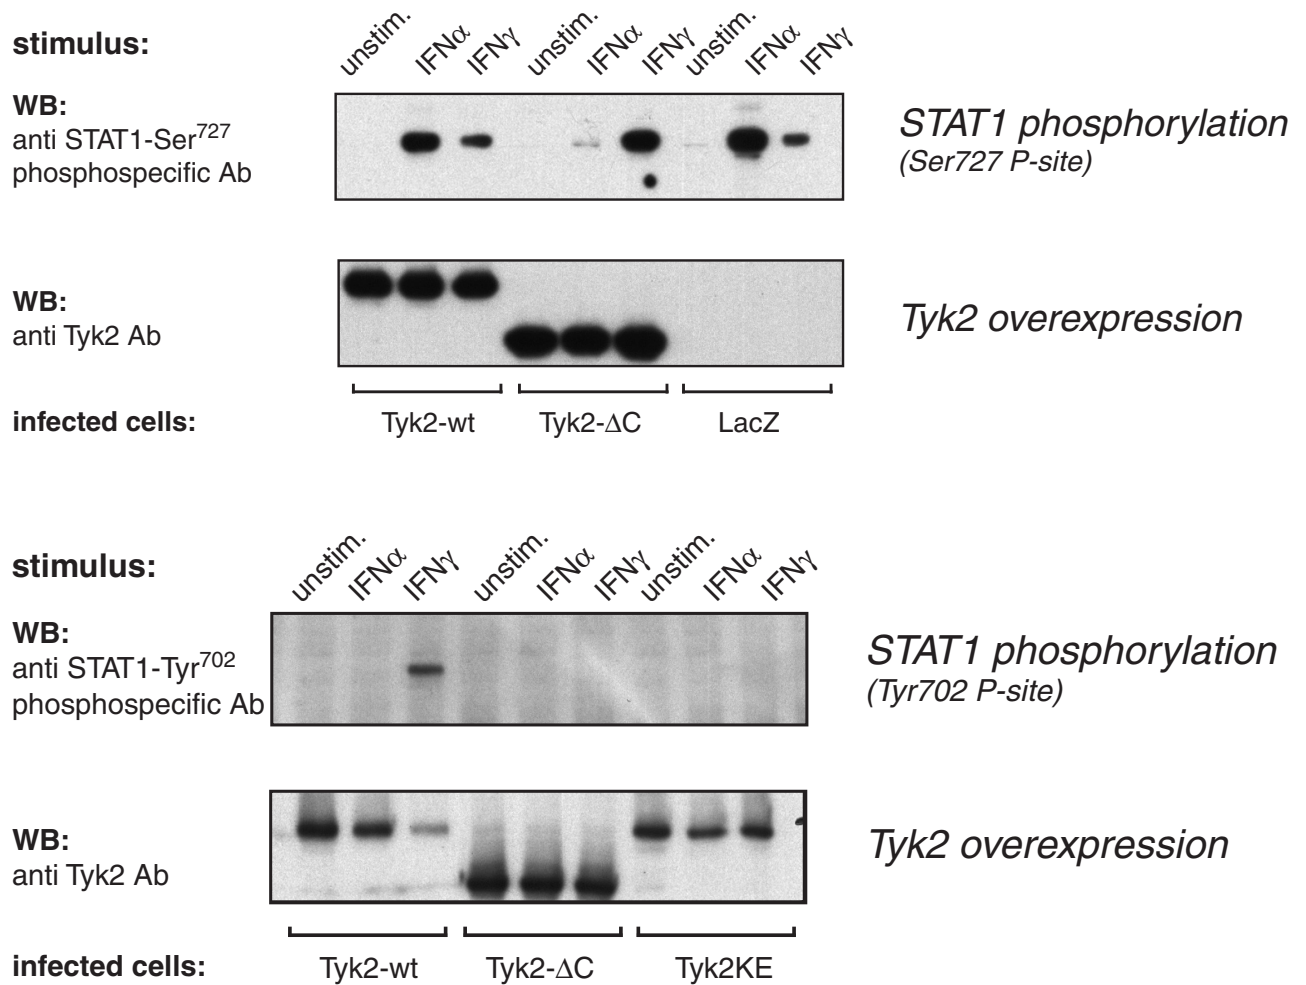 stimulus:
unstim. IFNα IFNγ unstim. IFNα IFNγ unstim. IFNα IFNγ
WB:
anti STAT1-Ser727
phosphospecific Ab
STAT1 phosphorylation
(Ser727 P-site)
WB:
anti Tyk2 Ab
Tyk2 overexpression
infected cells: Tyk2-wt Tyk2-ΔC LacZ
stimulus:
unstim. IFNα IFNγ unstim. IFNα IFNγ unstim. IFNα IFNγ
WB:
anti STAT1-Tyr702
phosphospecific Ab
STAT1 phosphorylation
(Tyr702 P-site)
WB:
anti Tyk2 Ab
Tyk2 overexpression
infected cells: Tyk2-wt Tyk2-ΔC Tyk2KE